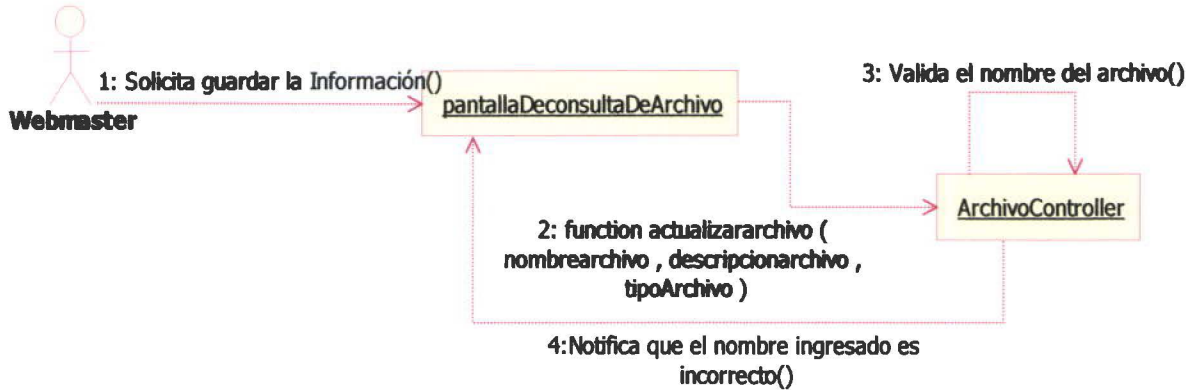 1: Solicita guardar la Información()
Webmaster
pantallaDeconsultaDeArchivo
3: Valida el nombre del archivo()
ArchivoController
2: function actualizararchivo (
nombrearchivo , descripcionarchivo ,
tipoArchivo )
4:Notifica que el nombre ingresado es
incorrecto()